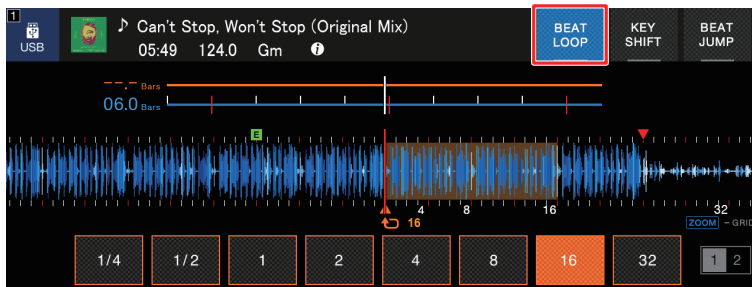 1
USB
♪ Can't Stop, Won't Stop (Original Mix)
05:49 124.0 Gm i
BEAT LOOP
KEY SHIFT
BEAT JUMP
--.- Bars
06.0 Bars
E
4 8 16 32
16
ZOOM - GRID
1/4 1/2 1 2 4 8 16 32 1 2